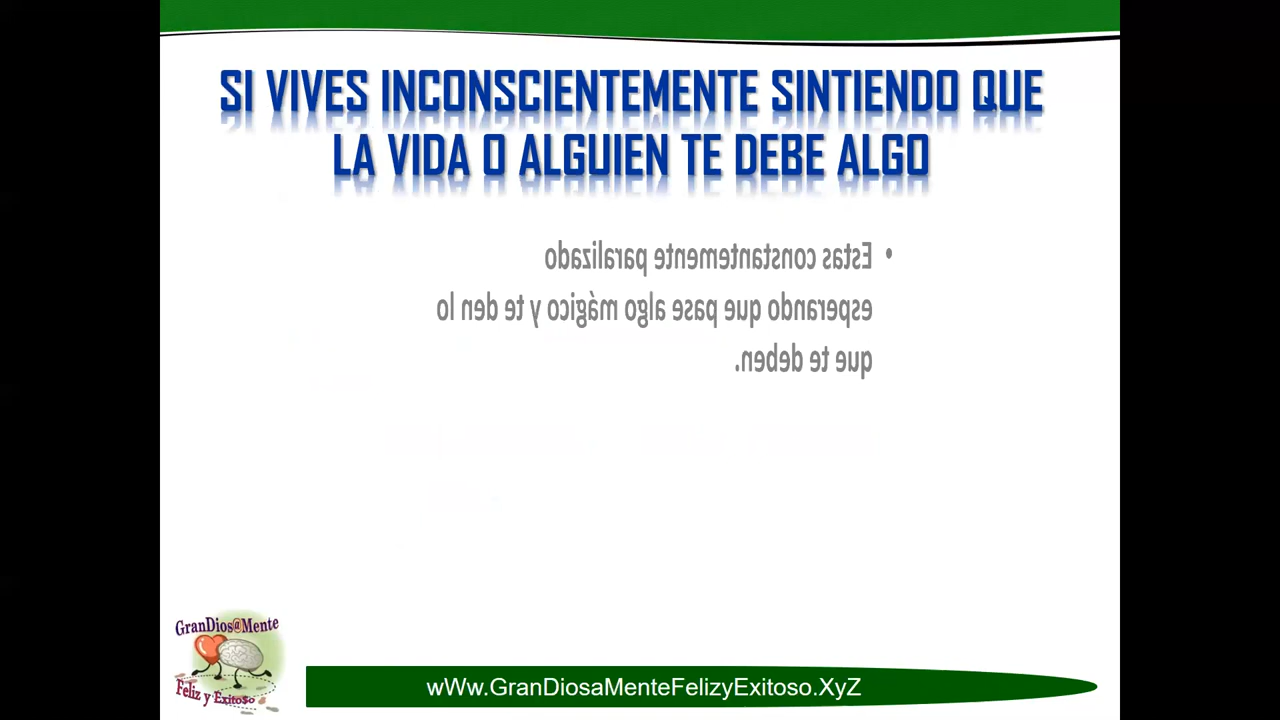 SI VIVES INCONSCIENTEMENTE SINTIENDO QUE
LA VIDA O ALGUIEN TE DEBE ALGO
• Estas constantemente paralizado
esperando que pase algo mágico y te den lo
que te deben.
GranDios@Mente
Feliz y Exitos@
wWw.GranDiosaMenteFelizyExitoso.XyZ